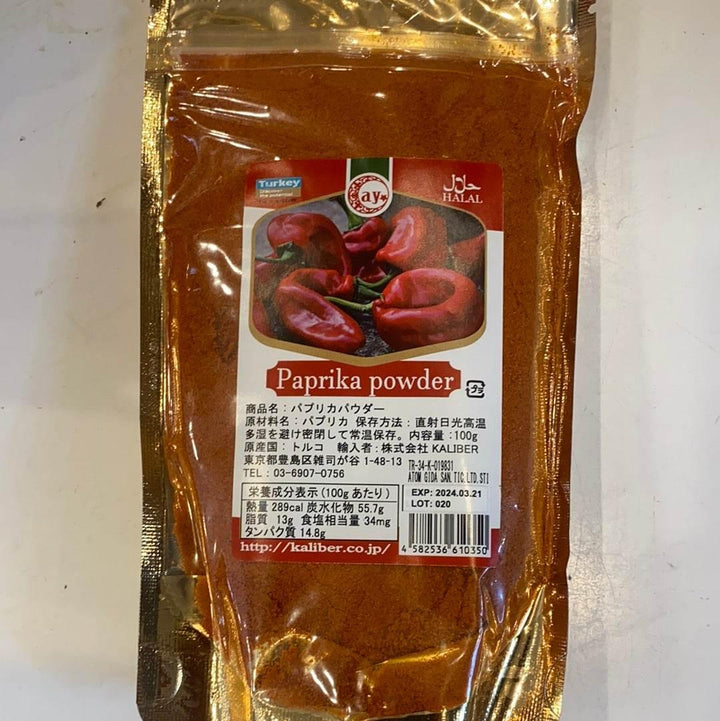 Turkey
Discover
the potential
ay
حلال
HALAL
Paprika powder
プラ
商品名：パプリカパウダー
原材料名：パプリカ 保存方法：直射日光高温
多湿を避け密閉して常温保存。内容量：100g
原産国：トルコ 輸入者：株式会社 KALIBER
東京都豊島区雑司が谷 1-48-13
TEL：03-6907-0756
TR-34-K-019831
ATOM GIDA SAN.TIC.LTD.STI
栄養成分表示（100g あたり）
熱量 289cal 炭水化物 55.7g
脂質 13g 食塩相当量 34mg
タンパク質 14.8g
EXP: 2024.03.21
LOT: 020
http://kaliber.co.jp/
4 582536 610350